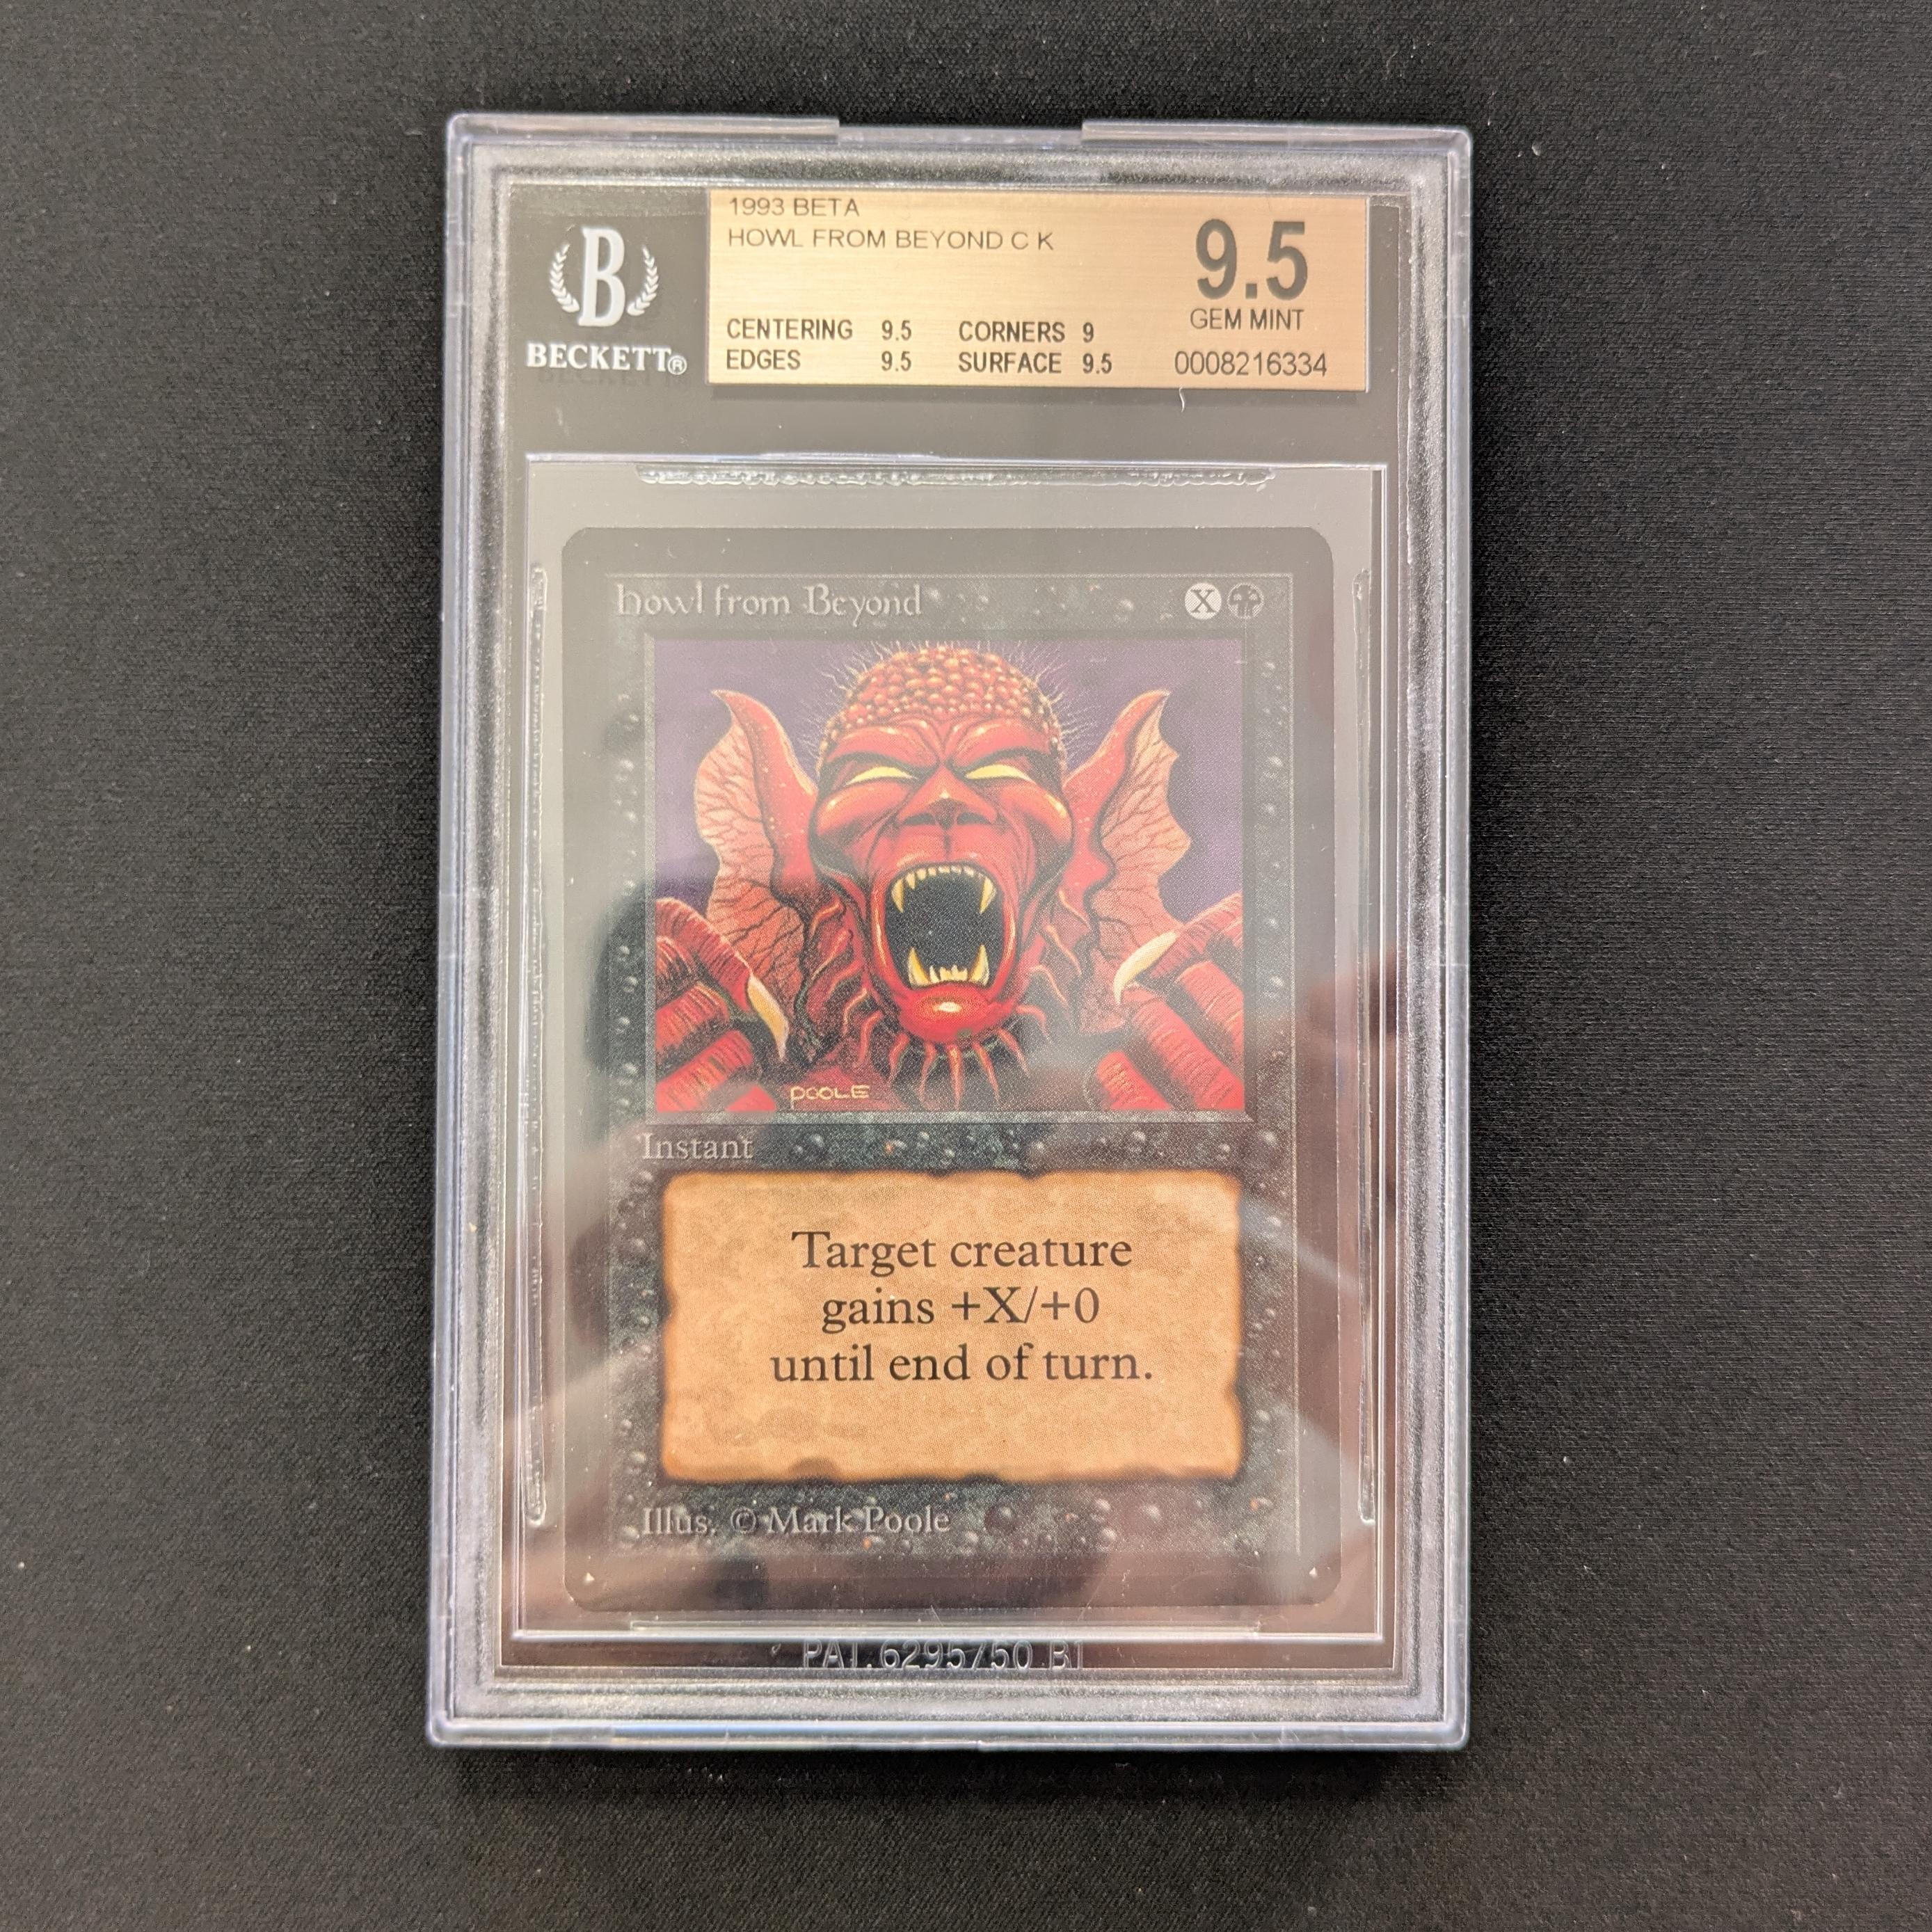 1993 BETA
HOWL FROM BEYOND C K
9.5
GEM MINT
CENTERING 9.5 CORNERS 9
EDGES 9.5 SURFACE 9.5
0008216334
B
BECKETT®
Howl from Beyond X
POOLE
Instant
Target creature
gains +X/+0
until end of turn.
Illus. © Mark Poole
PAT. 6295750 B1